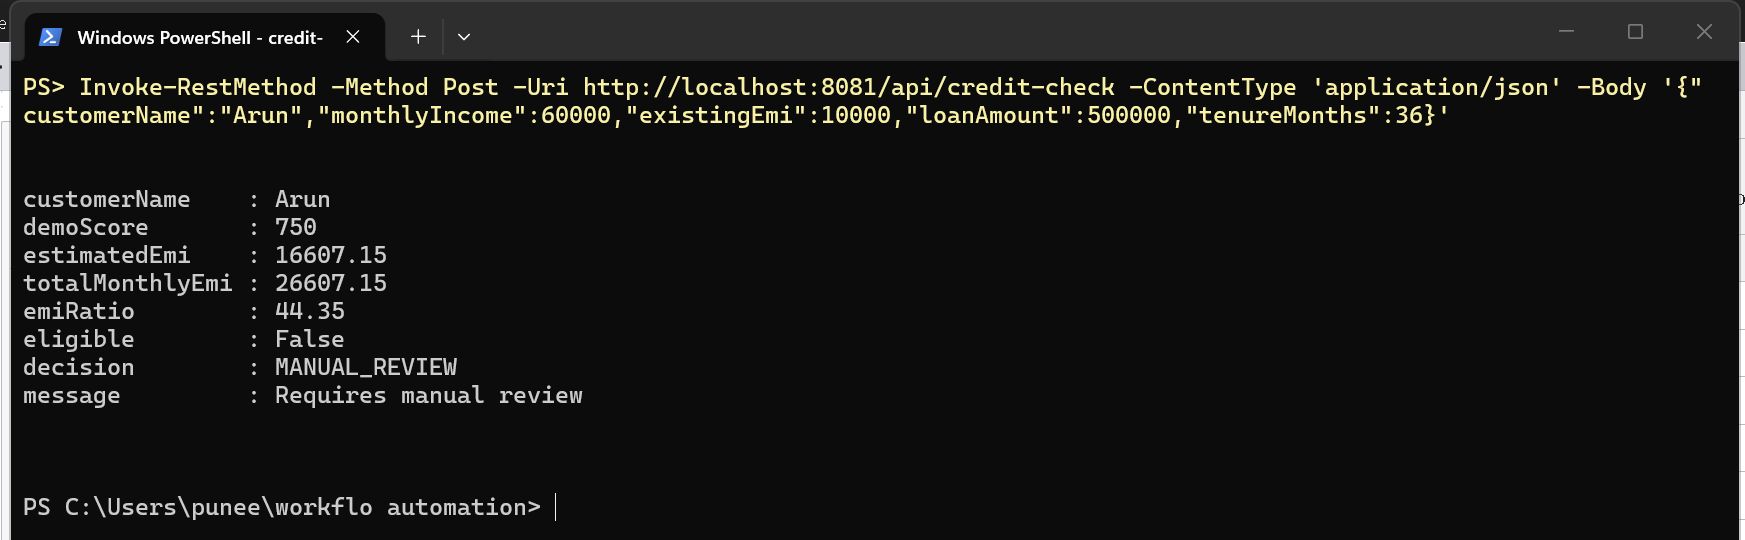 Windows PowerShell - credit-
PS> Invoke-RestMethod -Method Post -Uri http://localhost:8081/api/credit-check -ContentType 'application/json' -Body '{"
customerName":"Arun","monthlyIncome":60000,"existingEmi":10000,"loanAmount":500000,"tenureMonths":36}'
customerName : Arun
demoScore : 750
estimatedEmi : 16607.15
totalMonthlyEmi : 26607.15
emiRatio : 44.35
eligible : False
decision : MANUAL_REVIEW
message : Requires manual review
PS C:\Users\punee\workflo automation>